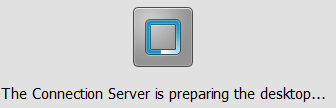 The Connection Server is preparing the desktop...